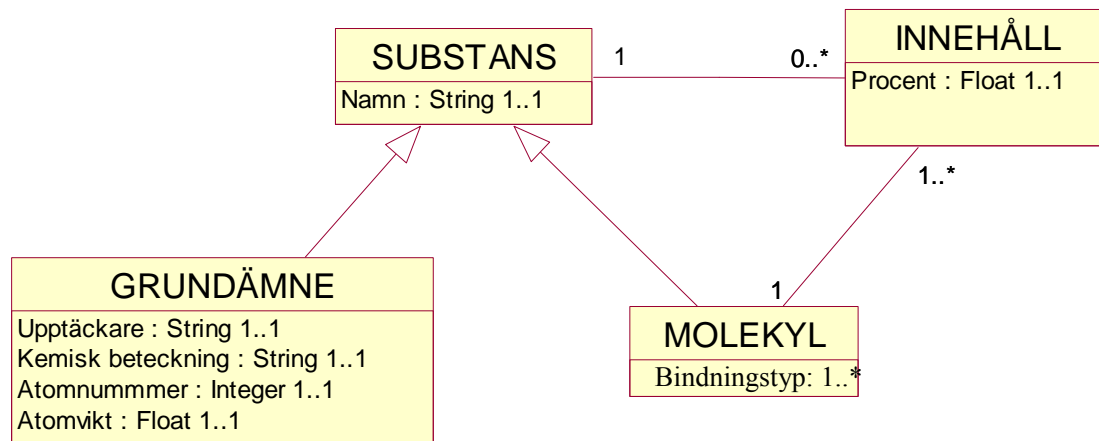 SUBSTANS
Namn : String 1..1
1
0..*
INNEHÅLL
Procent : Float 1..1
1..*
GRUNDÄMNE
Upptäckare : String 1..1
Kemisk beteckning : String 1..1
Atomnummmer : Integer 1..1
Atomvikt : Float 1..1
1
MOLEKYL
Bindningstyp: 1..*